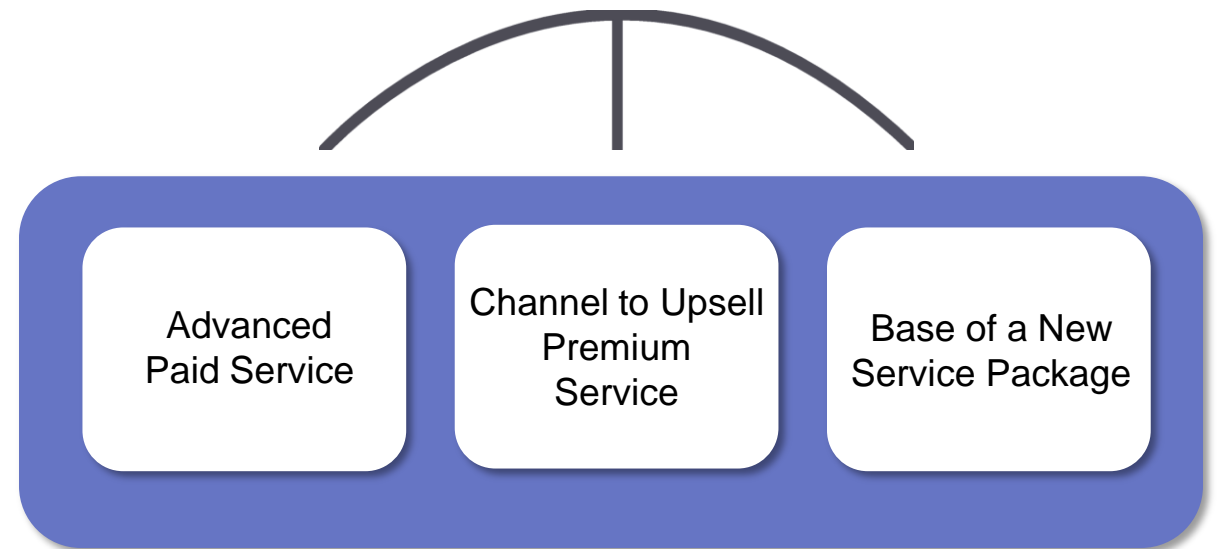 Advanced
Paid Service
Channel to Upsell
Premium
Service
Base of a New
Service Package